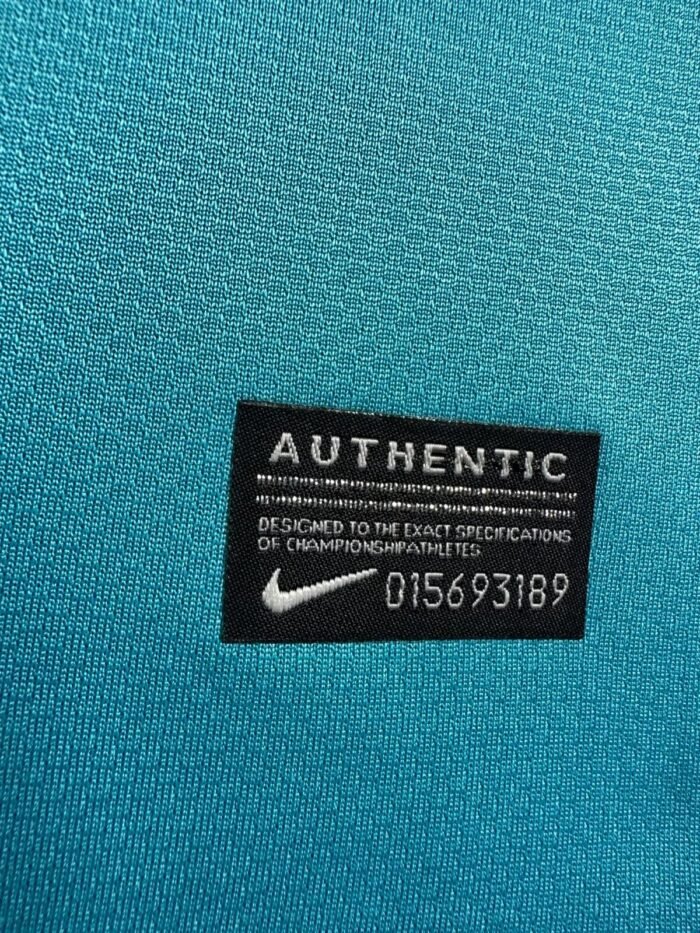 AUTHENTIC
DESIGNED TO THE EXACT SPECIFICATIONS
OF CHAMPIONSHIPATHLETES
015693189